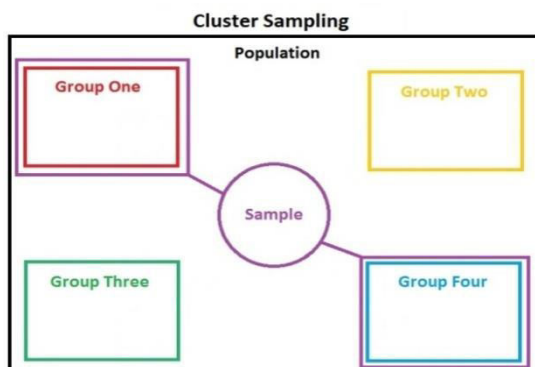 Cluster Sampling
Population
Group One
Group Two
Sample
Group Three
Group Four